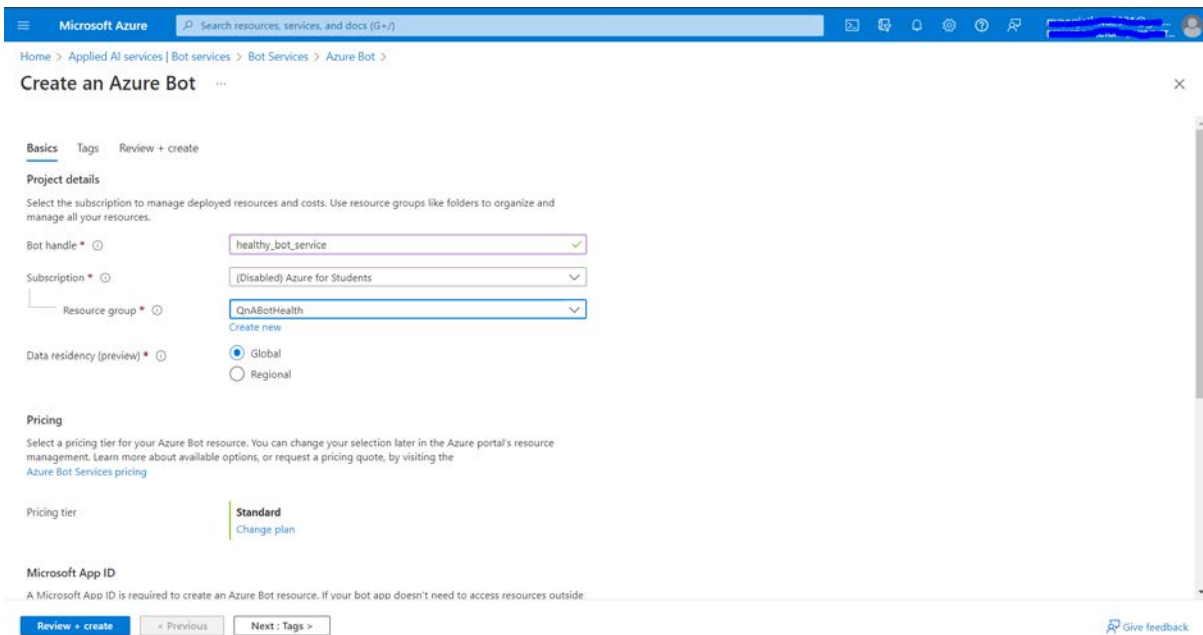 Microsoft Azure
Search resources, services, and docs (G+/)
Home > Applied AI services | Bot services > Bot Services > Azure Bot >
Create an Azure Bot ...
Basics Tags Review + create
Project details
Select the subscription to manage deployed resources and costs. Use resource groups like folders to organize and
manage all your resources.
Bot handle *
healthy_bot_service
Subscription *
(Disabled) Azure for Students
Resource group *
QnABotHealth
Create new
Data residency (preview) *
Global
Regional
Pricing
Select a pricing tier for your Azure Bot resource. You can change your selection later in the Azure portal's resource
management. Learn more about available options, or request a pricing quote, by visiting the
Azure Bot Services pricing
Pricing tier
Standard
Change plan
Microsoft App ID
A Microsoft App ID is required to create an Azure Bot resource. If your bot app doesn't need to access resources outside
Review + create
< Previous
Next : Tags >
Give feedback